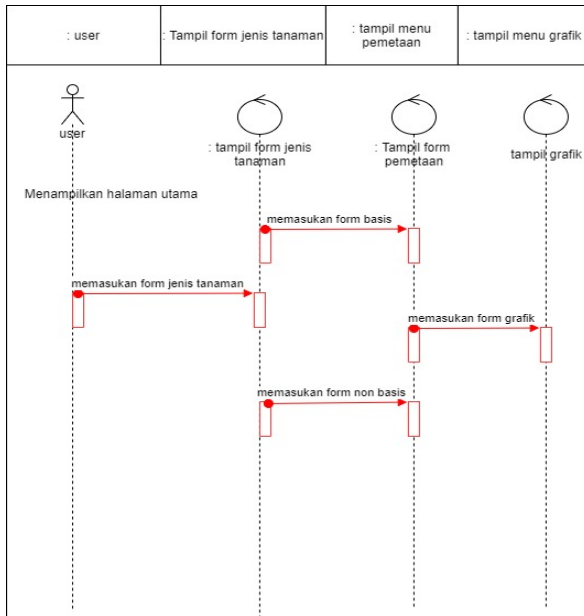 : user
: Tampil form jenis tanaman
: tampil menu
pemetaan
: tampil menu grafik
user
: tampil form jenis
tanaman
: Tampil form
pemetaan
tampil grafik
Menampilkan halaman utama
memasukan form basis
memasukan form jenis tanaman
memasukan form grafik
memasukan form non basis